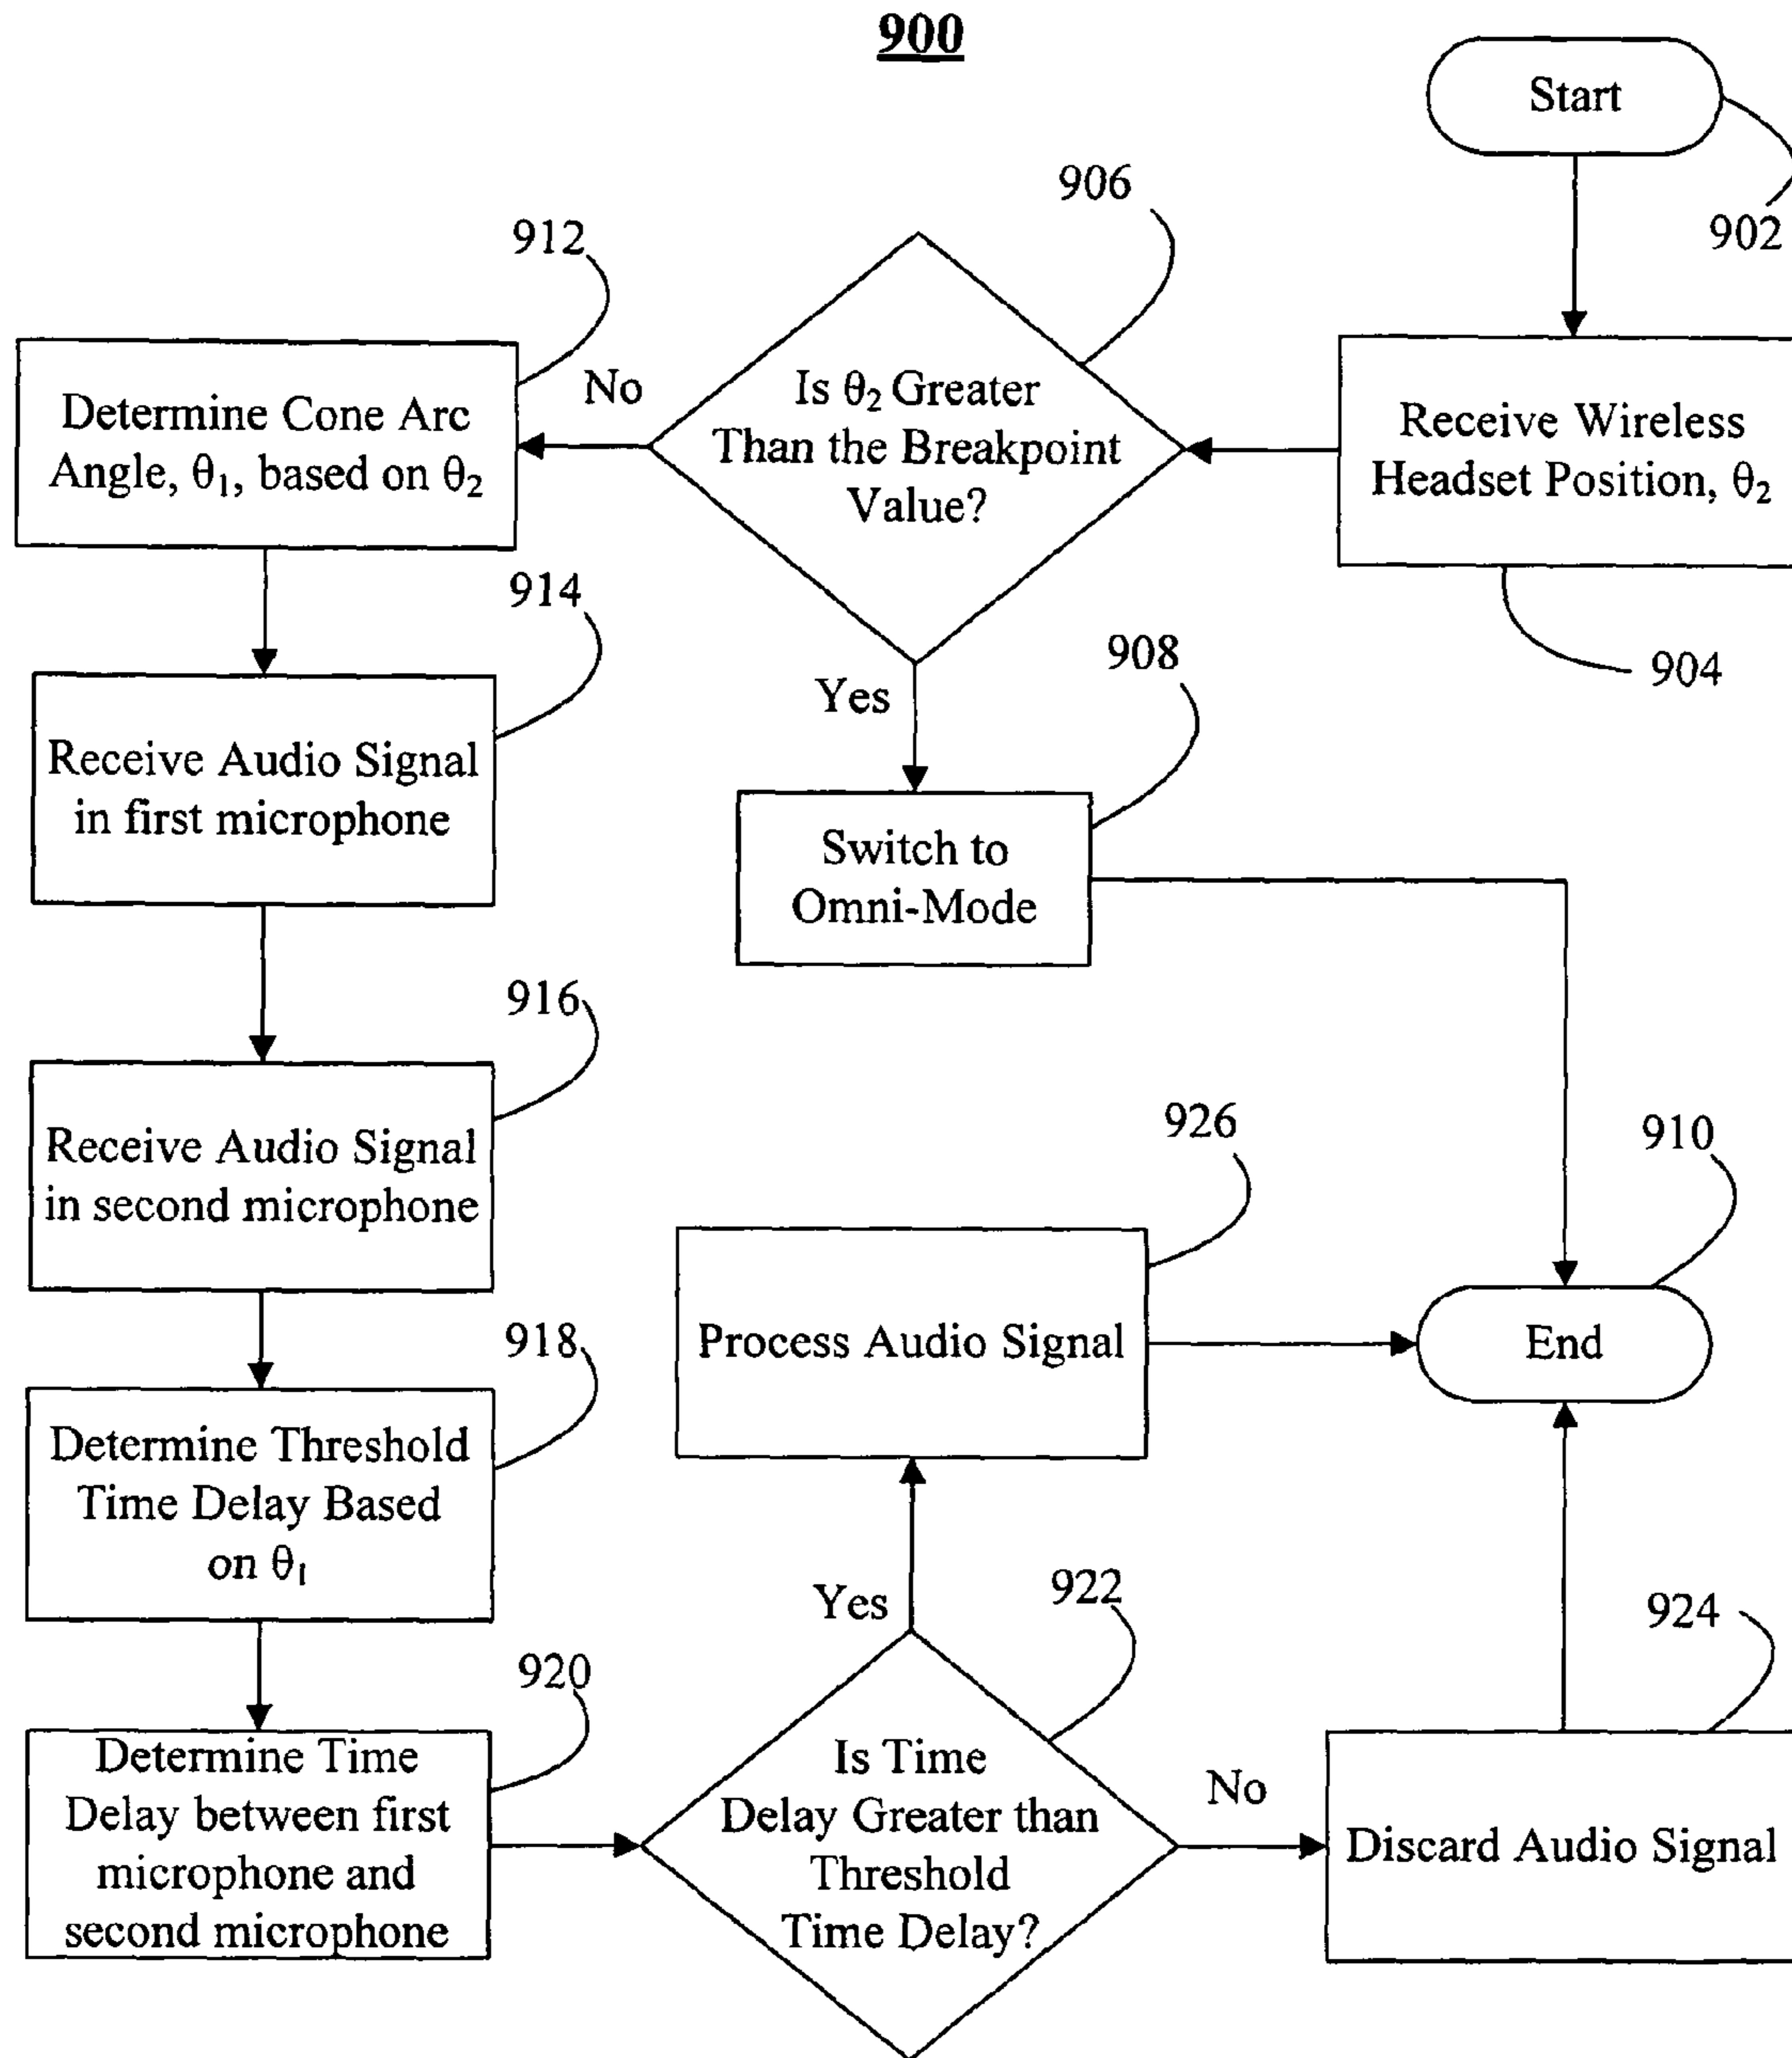 900
Start
902
Receive Wireless
Headset Position, θ₂
904
906
Is θ₂ Greater
Than the Breakpoint
Value?
No
Yes
912
Determine Cone Arc
Angle, θ₁, based on θ₂
908
Switch to
Omni-Mode
914
Receive Audio Signal
in first microphone
916
Receive Audio Signal
in second microphone
918
Determine Threshold
Time Delay Based
on θ₁
920
Determine Time
Delay between first
microphone and
second microphone
922
Is Time
Delay Greater than
Threshold
Time Delay?
Yes
No
926
Process Audio Signal
924
Discard Audio Signal
910
End